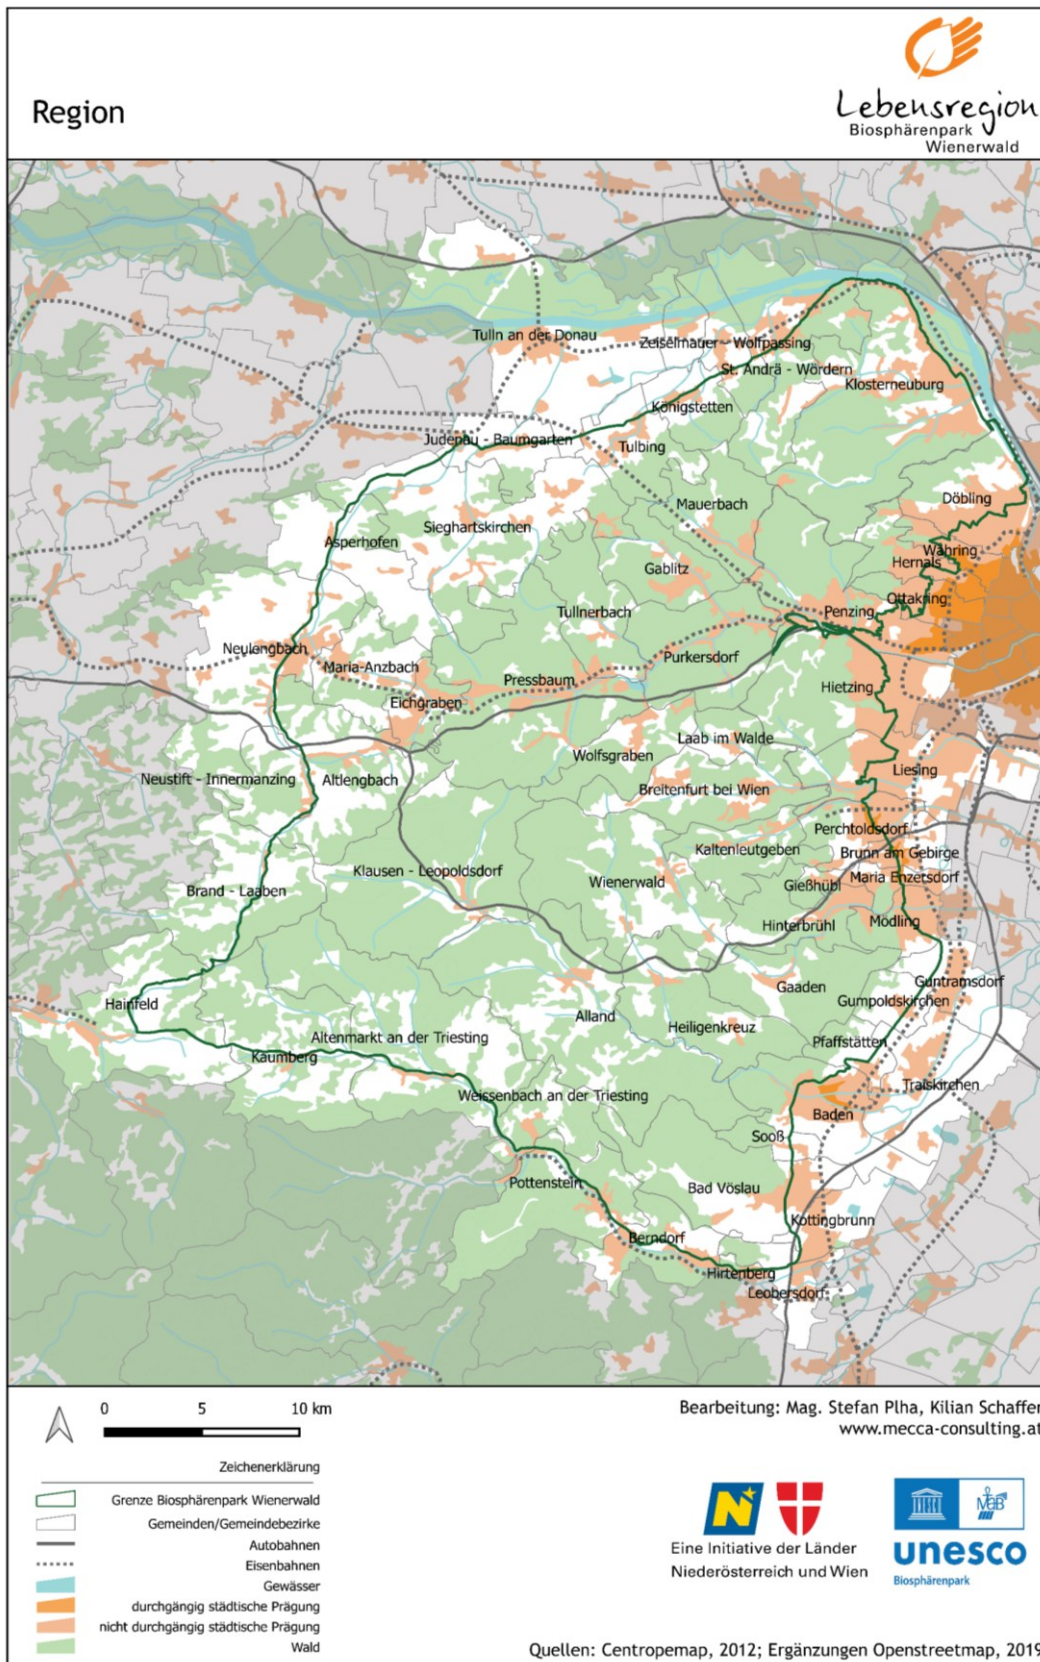 Region
Lebensregion
Biosphärenpark
Wienerwald
Tulln an der Donau
Zeiselmauer - Wolfpassing
St. Andrä - Wördern
Klosterneuburg
Königstetten
Judenau - Baumgarten
Tulbing
Döbling
Mauerbach
Sieghartskirchen
Asperhofen
Währing
Hernals
Gablitz
Ottakring
Tullnerbach
Penzing
Neulengbach
Maria-Anzbach
Purkersdorf
Pressbaum
Hietzing
Eichgraben
Laab im Walde
Wolfsgraben
Liesing
Neustift - Innermanzing
Altlengbach
Breitenfurt bei Wien
Perchtoldsdorf
Kaltenleutgeben
Brunn am Gebirge
Klausen - Leopoldsdorf
Maria Enzersdorf
Wienerwald
Gießhübl
Brand - Laaben
Mödling
Hinterbrühl
Guntramsdorf
Gaaden
Gumpoldskirchen
Hainfeld
Alland
Heiligenkreuz
Altenmarkt an der Triesting
Pfaffstätten
Kaumberg
Traiskirchen
Weissenbach an der Triesting
Baden
Sooß
Pottenstein
Bad Vöslau
Kottingbrunn
Berndorf
Hirtenberg
Leobersdorf
0 5 10 km
Zeichenerklärung
Grenze Biosphärenpark Wienerwald
Gemeinden/Gemeindebezirke
Autobahnen
Eisenbahnen
Gewässer
durchgängig städtische Prägung
nicht durchgängig städtische Prägung
Wald
Bearbeitung: Mag. Stefan Plha, Kilian Schaffer
www.mecca-consulting.at
N
Eine Initiative der Länder
Niederösterreich und Wien
UNESCO
MaB
unesco
Biosphärenpark
Quellen: Centropemap, 2012; Ergänzungen Openstreetmap, 2019